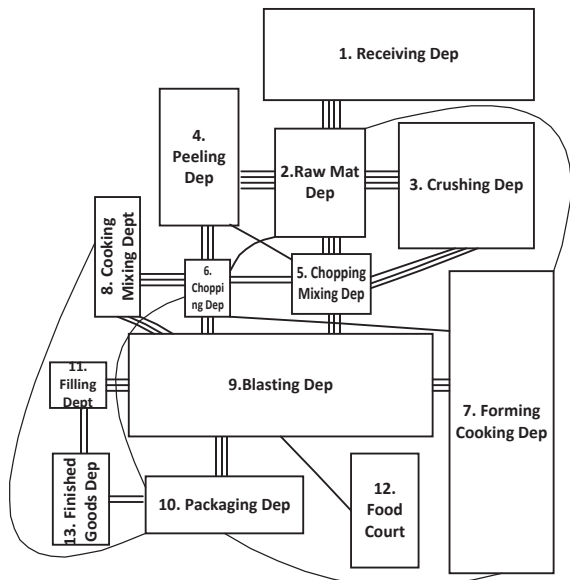 1. Receiving Dep
4.
Peeling
Dep
2.Raw Mat
Dep
3. Crushing Dep
8. Cooking
Mixing Dept
6.
Choppi
ng Dep
5. Chopping
Mixing Dep
11.
Filling
Dept
9.Blasting Dep
7. Forming
Cooking Dep
13. Finished
Goods Dep
10. Packaging Dep
12.
Food
Court